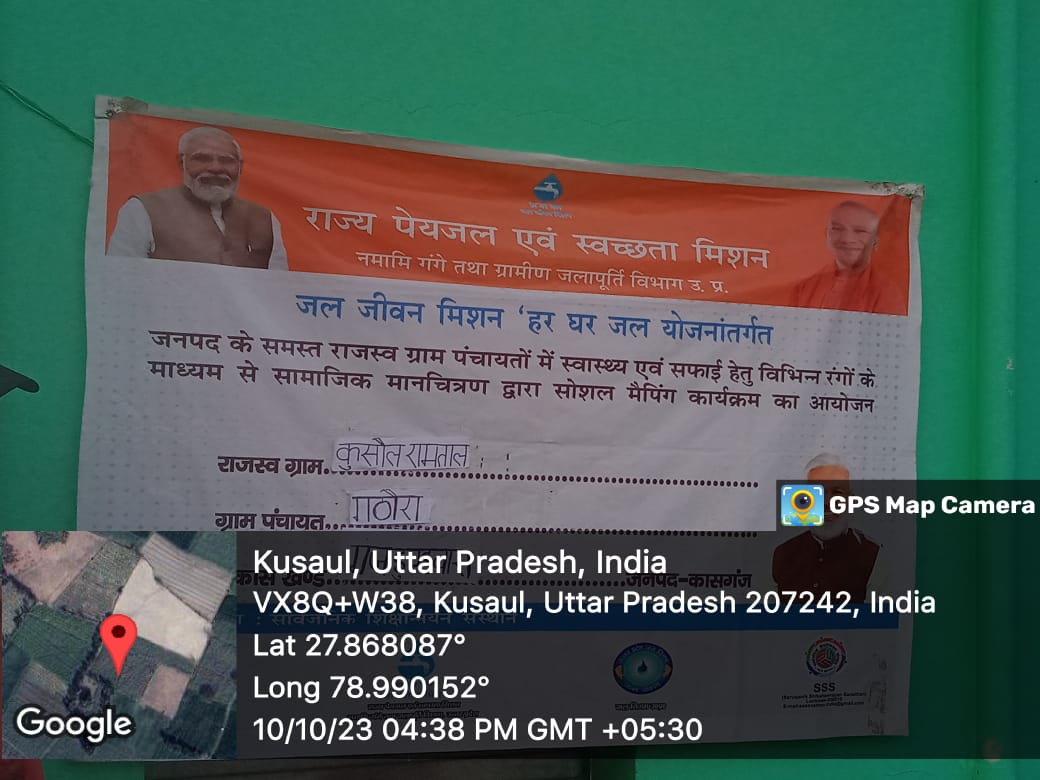 राज्य पेयजल एवं स्वच्छता मिशन
नमामि गंगे तथा ग्रामीण जलापूर्ति विभाग उ. प्र.
जल जीवन मिशन 'हर घर जल योजनांतर्गत
जनपद के समस्त राजस्व ग्राम पंचायतों में स्वास्थ्य एवं सफाई हेतु विभिन्न रंगों के
माध्यम से सामाजिक मानचित्रण द्वारा सोशल मैपिंग कार्यक्रम का आयोजन
राजस्व ग्राम..कुसौल रामताल
ग्राम पंचायत..गठौरा
GPS Map Camera
खण्ड जनपद-कासगंज
: सार्वजनिक शिक्षोन्नयन संस्थान
SSS
Kusaul, Uttar Pradesh, India
VX8Q+W38, Kusaul, Uttar Pradesh 207242, India
Lat 27.868087°
Long 78.990152°
10/10/23 04:38 PM GMT +05:30
Google